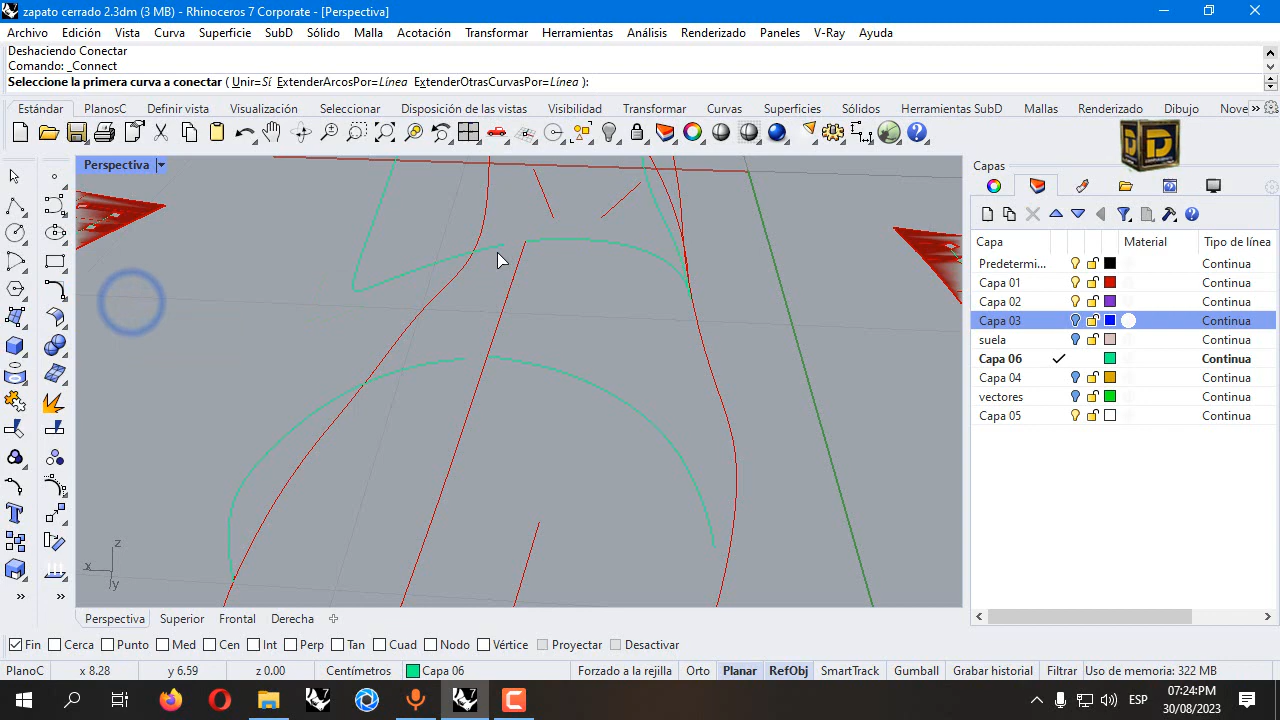 zapato cerrado 2.3dm (3 MB) - Rhinoceros 7 Corporate - [Perspectiva]
Archivo Edición Vista Curva Superficie SubD Sólido Malla Acotación Transformar Herramientas Análisis Renderizado Paneles V-Ray Ayuda
Deshaciendo Conectar
Comando: _Connect
Seleccione la primera curva a conectar ( Unir=Sí ExtenderArcosPor=Línea ExtenderOtrasCurvasPor=Línea ):
Estándar PlanosC Definir vista Visualización Seleccionar Disposición de las vistas Visibilidad Transformar Curvas Superficies Sólidos Herramientas SubD Mallas Renderizado Dibujo Nove
Perspectiva
Capas
Capa Material Tipo de línea
Predetermi... Continua
Capa 01 Continua
Capa 02 Continua
Capa 03 Continua
suela Continua
Capa 06 Continua
Capa 04 Continua
vectores Continua
Capa 05 Continua
z
x
y
Perspectiva Superior Frontal Derecha
Fin Cerca Punto Med Cen Int Perp Tan Cuad Nodo Vértice Proyectar Desactivar
PlanoC x 8.28 y 6.59 z 0.00 Centímetros Capa 06 Forzado a la rejilla Orto Planar RefObj SmartTrack Gumball Grabar historial Filtrar Uso de memoria: 322 MB
ESP
07:24:PM
30/08/2023